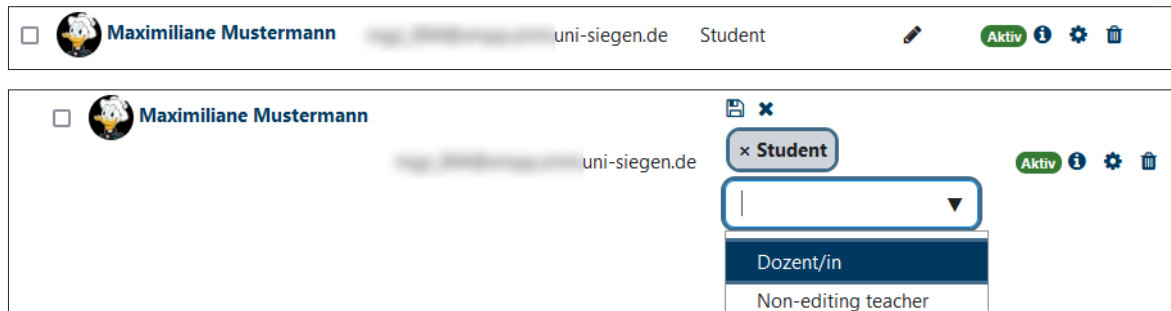 Maximiliane Mustermann uni-siegen.de Student Aktiv
Maximiliane Mustermann
× Student
uni-siegen.de Aktiv
Dozent/in
Non-editing teacher